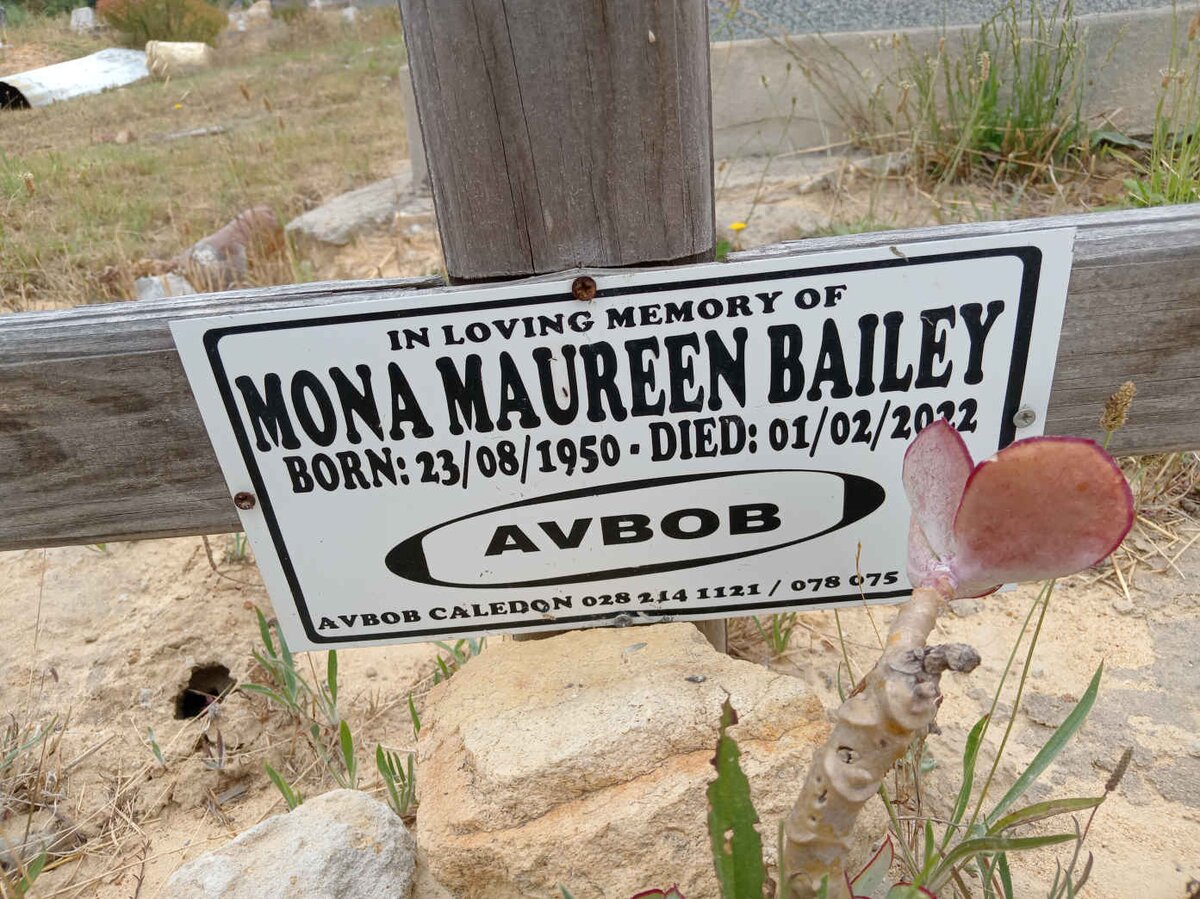 IN LOVING MEMORY OF
MONA MAUREEN BAILEY
BORN: 23/08/1950 - DIED: 01/02/2022
AVBOB
AVBOB CALEDON 028 214 1121 / 078 075